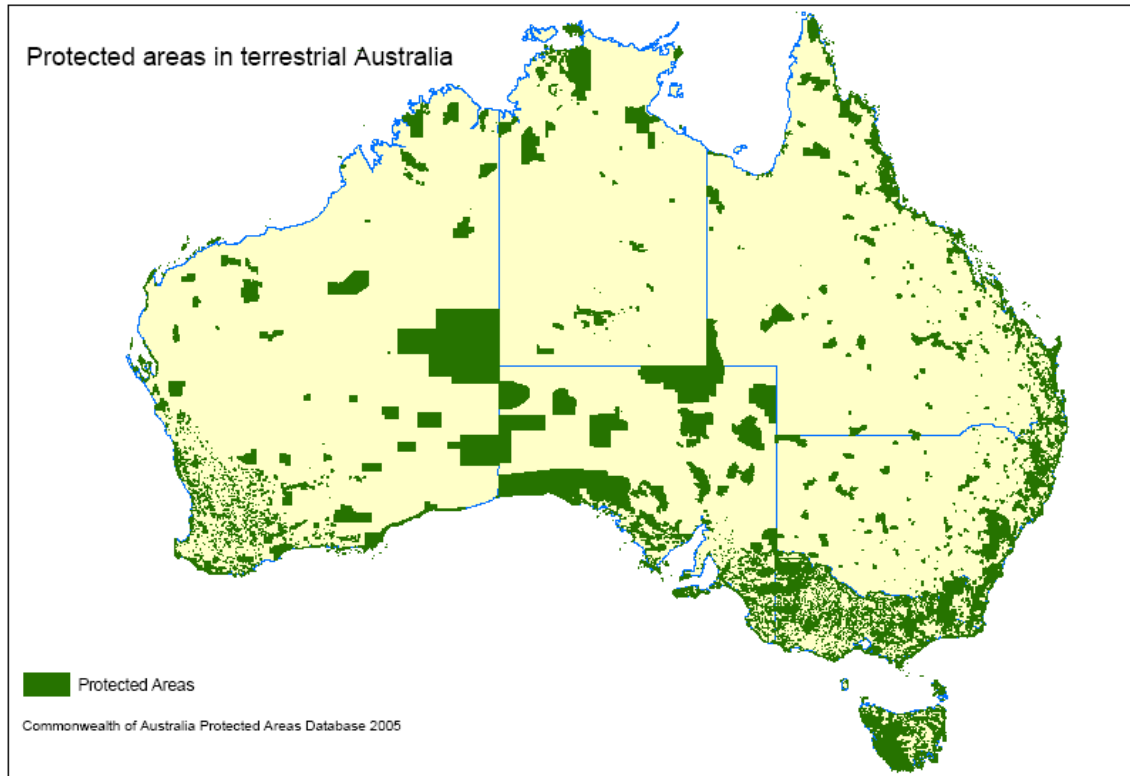 Protected areas in terrestrial Australia
Protected Areas
Commonwealth of Australia Protected Areas Database 2005